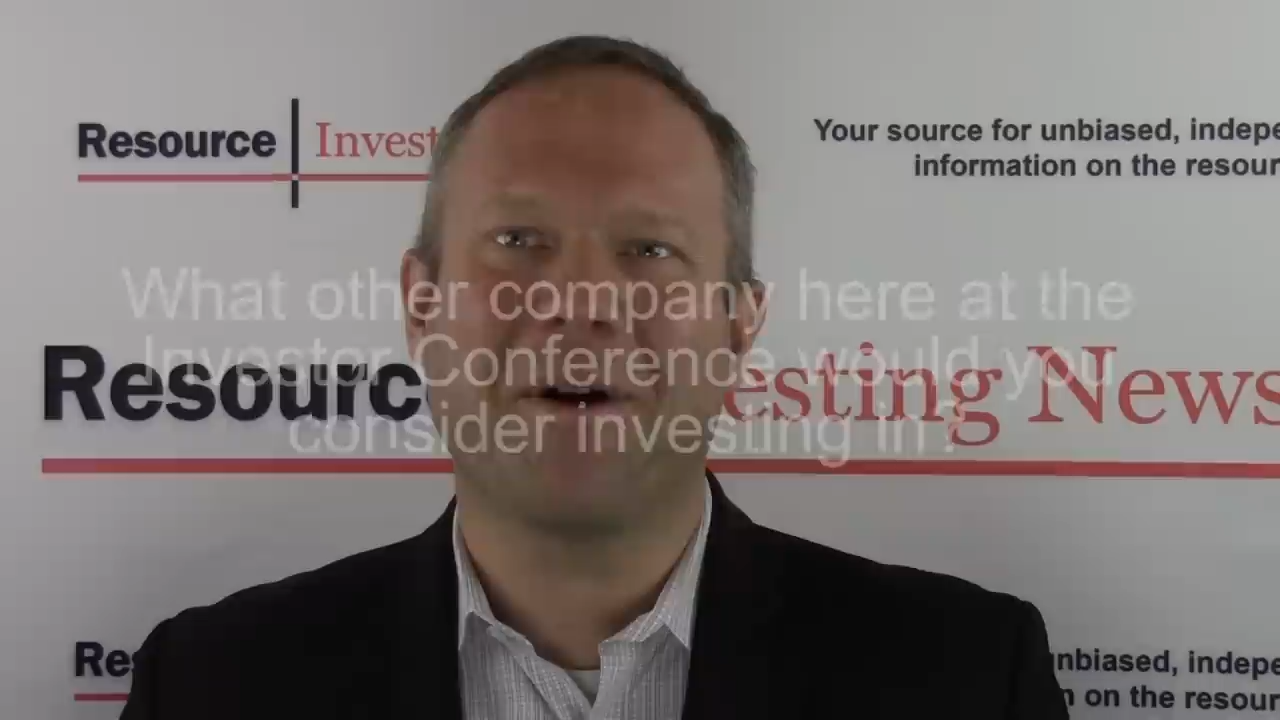 Resource Invest
Your source for unbiased, indepe
information on the resour
What other company here at the
Investor Conference would you
consider investing in?
Resourc esting News
Res
unbiased, indepe
n on the resour